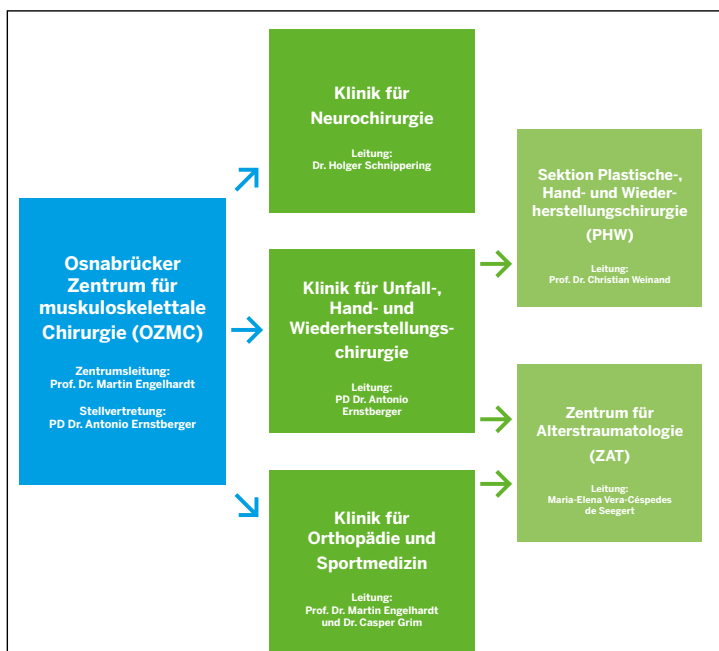 Osnabrücker
Zentrum für
muskuloskelettale
Chirurgie (OZMC)
Zentrumsleitung:
Prof. Dr. Martin Engelhardt
Stellvertretung:
PD Dr. Antonio Ernstberger
Klinik für
Neurochirurgie
Leitung:
Dr. Holger Schnippering
Klinik für Unfall-,
Hand- und
Wiederherstellungs-
chirurgie
Leitung:
PD Dr. Antonio
Ernstberger
Klinik für
Orthopädie und
Sportmedizin
Leitung:
Prof. Dr. Martin Engelhardt
und Dr. Casper Grim
Sektion Plastische-,
Hand- und Wieder-
herstellungschirurgie
(PHW)
Leitung:
Prof. Dr. Christian Weinand
Zentrum für
Alterstraumatologie
(ZAT)
Leitung:
Maria-Elena Vera-Céspedes
de Seegert